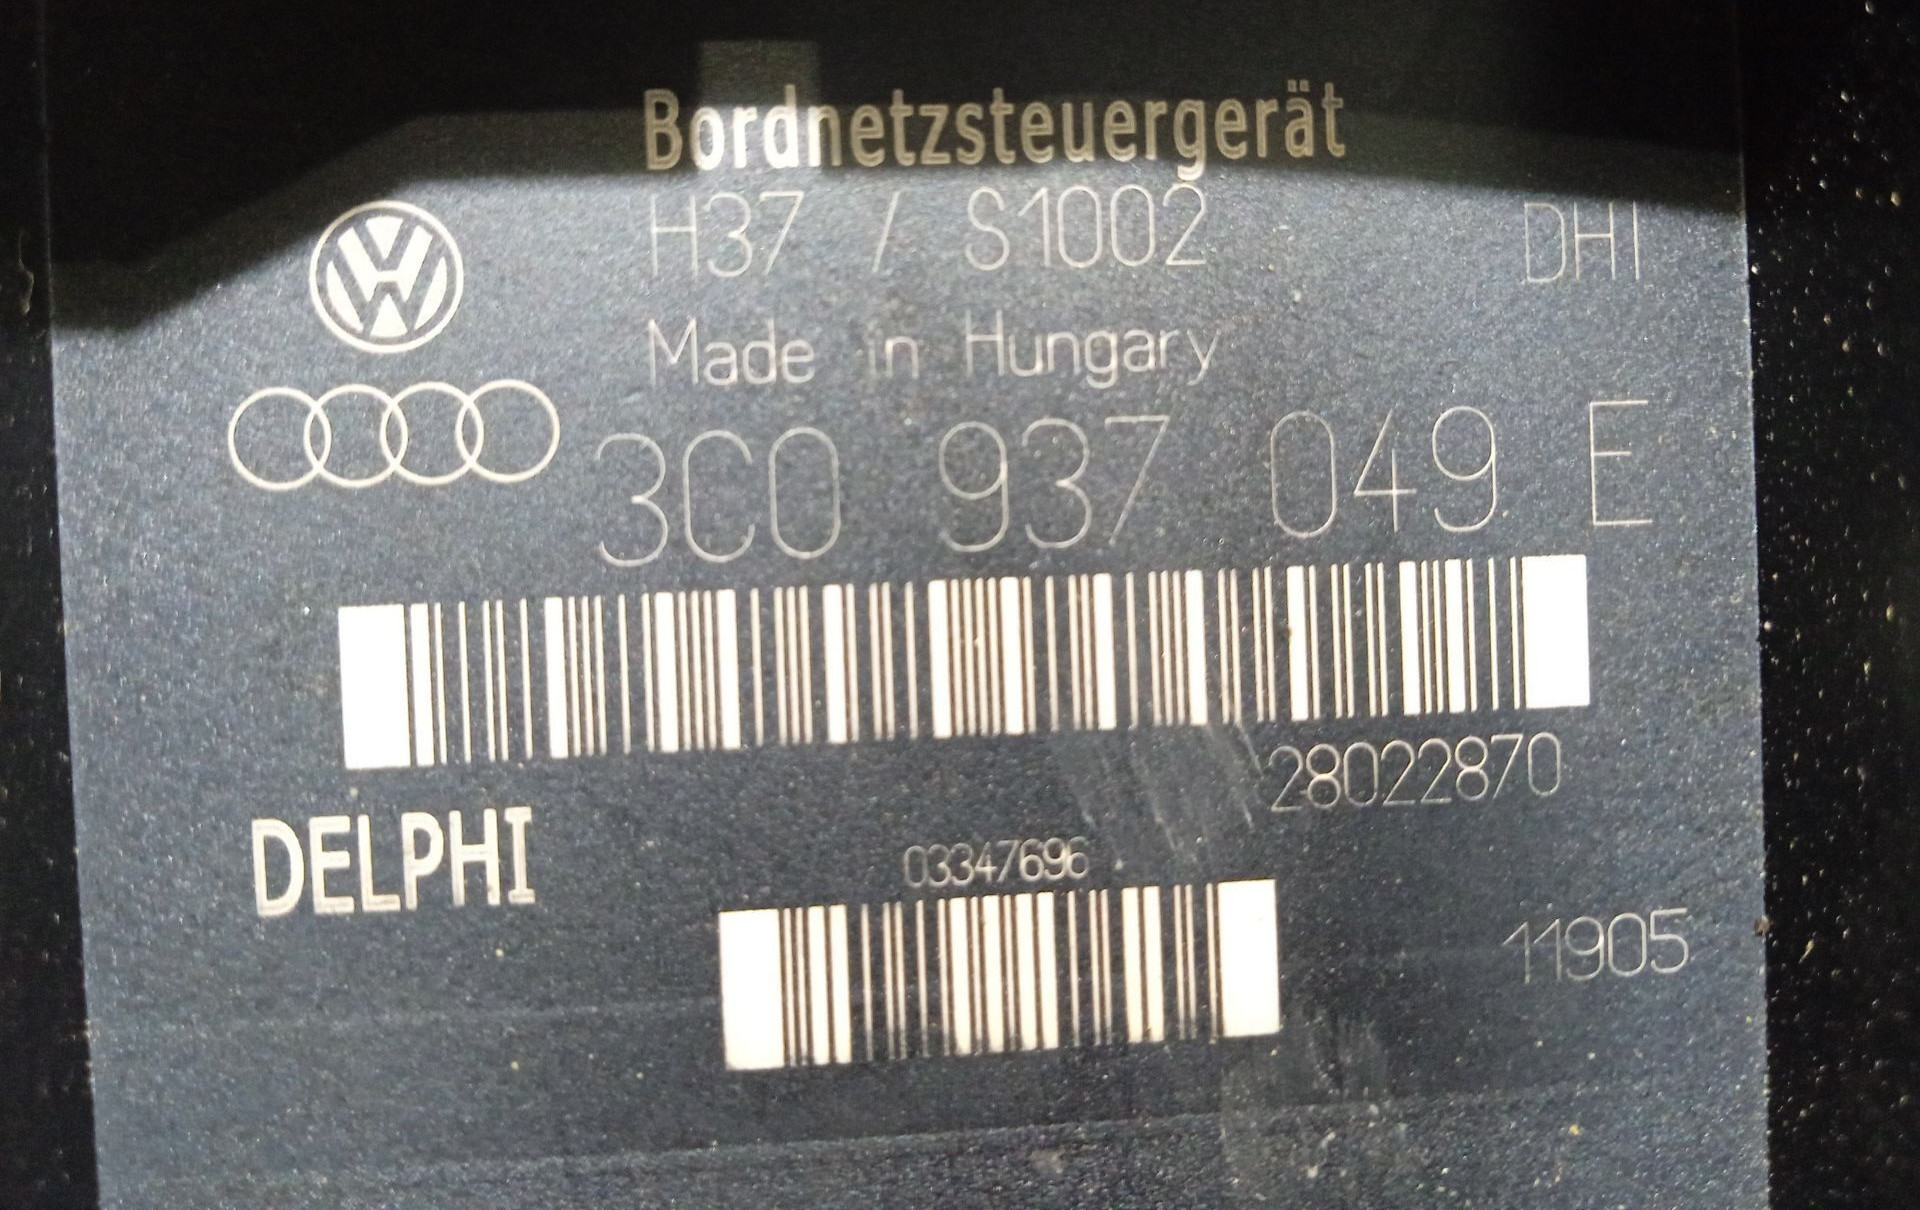 Bordnetzsteuergerät
H37 / S1002 DHI
Made in Hungary
3C0 937 049 E
28022870
DELPHI
03347696
11905